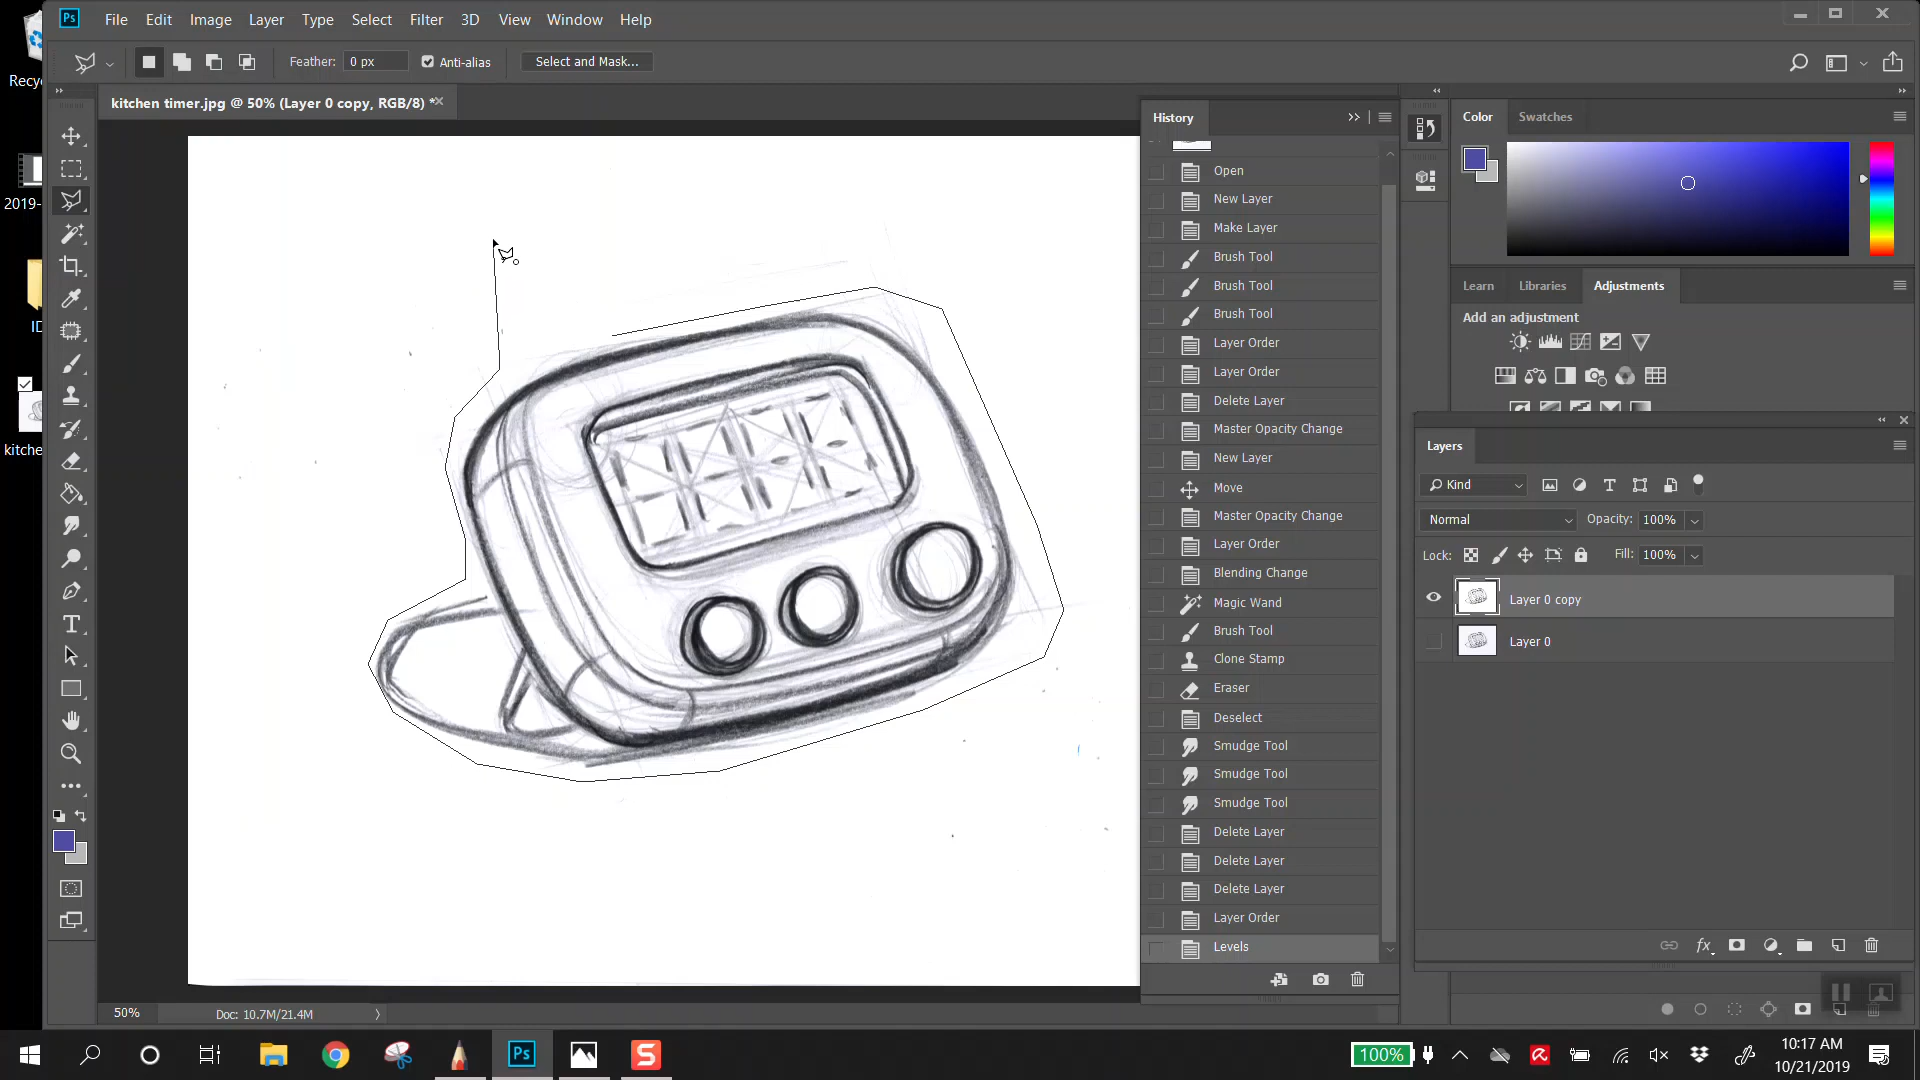 Ps File Edit Image Layer Type Select Filter 3D View Window Help
Recyc
Feather: 0 px Anti-alias Select and Mask...
kitchen timer.jpg @ 50% (Layer 0 copy, RGB/8) *
History
Color Swatches
Open
New Layer
2019-
Make Layer
Brush Tool
Brush Tool
Learn Libraries Adjustments
Brush Tool
Add an adjustment
ID
Layer Order
Layer Order
Delete Layer
Master Opacity Change
Layers
kitche
New Layer
Kind
Move
Master Opacity Change
Normal Opacity: 100%
Layer Order
Lock: Fill: 100%
Blending Change
Magic Wand
Layer 0 copy
Brush Tool
Layer 0
Clone Stamp
Eraser
Deselect
Smudge Tool
Smudge Tool
Smudge Tool
Delete Layer
Delete Layer
Delete Layer
Layer Order
Levels
fx
50% Doc: 10.7M/21.4M
Ps S 100% 10:17 AM
10/21/2019